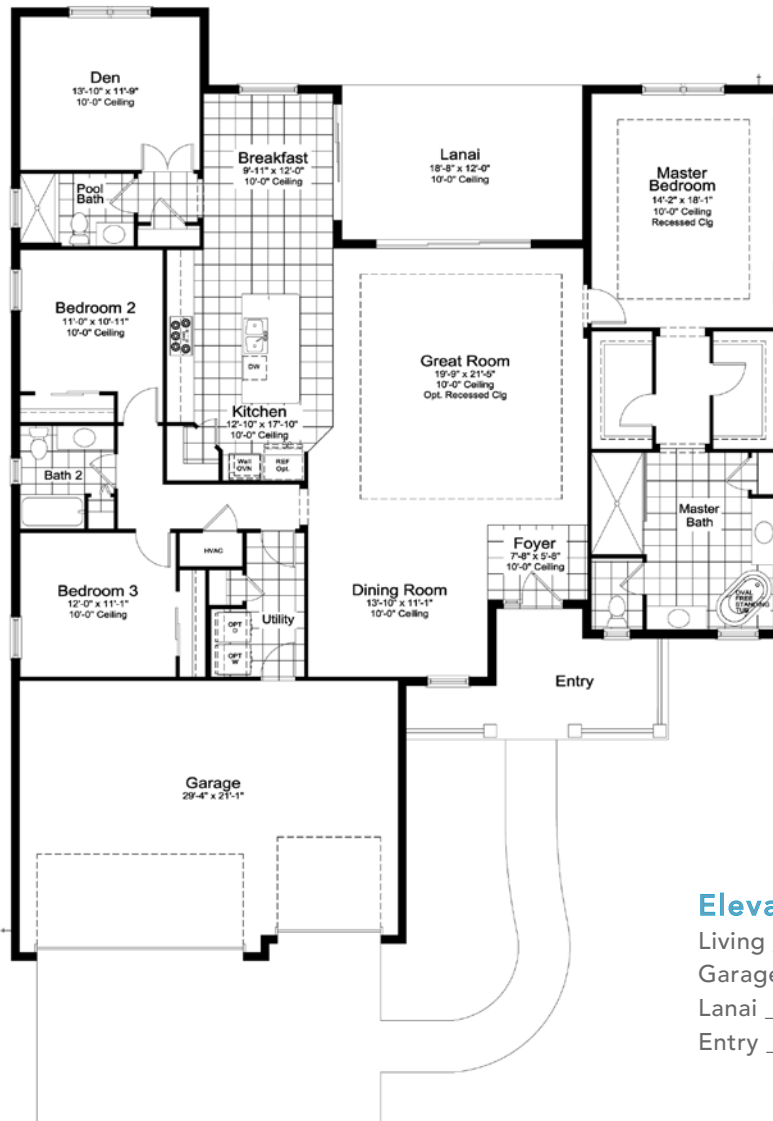 Den
13'-10" x 11'-9"
10'-0" Ceiling
Breakfast
9'-11" x 12'-0"
10'-0" Ceiling
Lanai
18'-8" x 12'-0"
10'-0" Ceiling
Master
Bedroom
14'-2" x 18'-1"
10'-0" Ceiling
Recessed Clg
Pool
Bath
Bedroom 2
11'-0" x 10'-11"
10'-0" Ceiling
DW
Great Room
19'-9" x 21'-5"
10'-0" Ceiling
Opt. Recessed Clg
Kitchen
12'-10" x 17'-10"
10'-0" Ceiling
Wall
OVN
REF
Opt.
Bath 2
Master
Bath
Foyer
7'-8" x 5'-8"
10'-0" Ceiling
HVAC
Bedroom 3
12'-0" x 11'-1"
10'-0" Ceiling
Dining Room
13'-10" x 11'-1"
10'-0" Ceiling
OVAL
FREE
STANDING
TUB
Utility
OPT
D
OPT
W
Entry
Garage
29'-4" x 21'-1"
Eleva
Living
Garage
Lanai _
Entry _